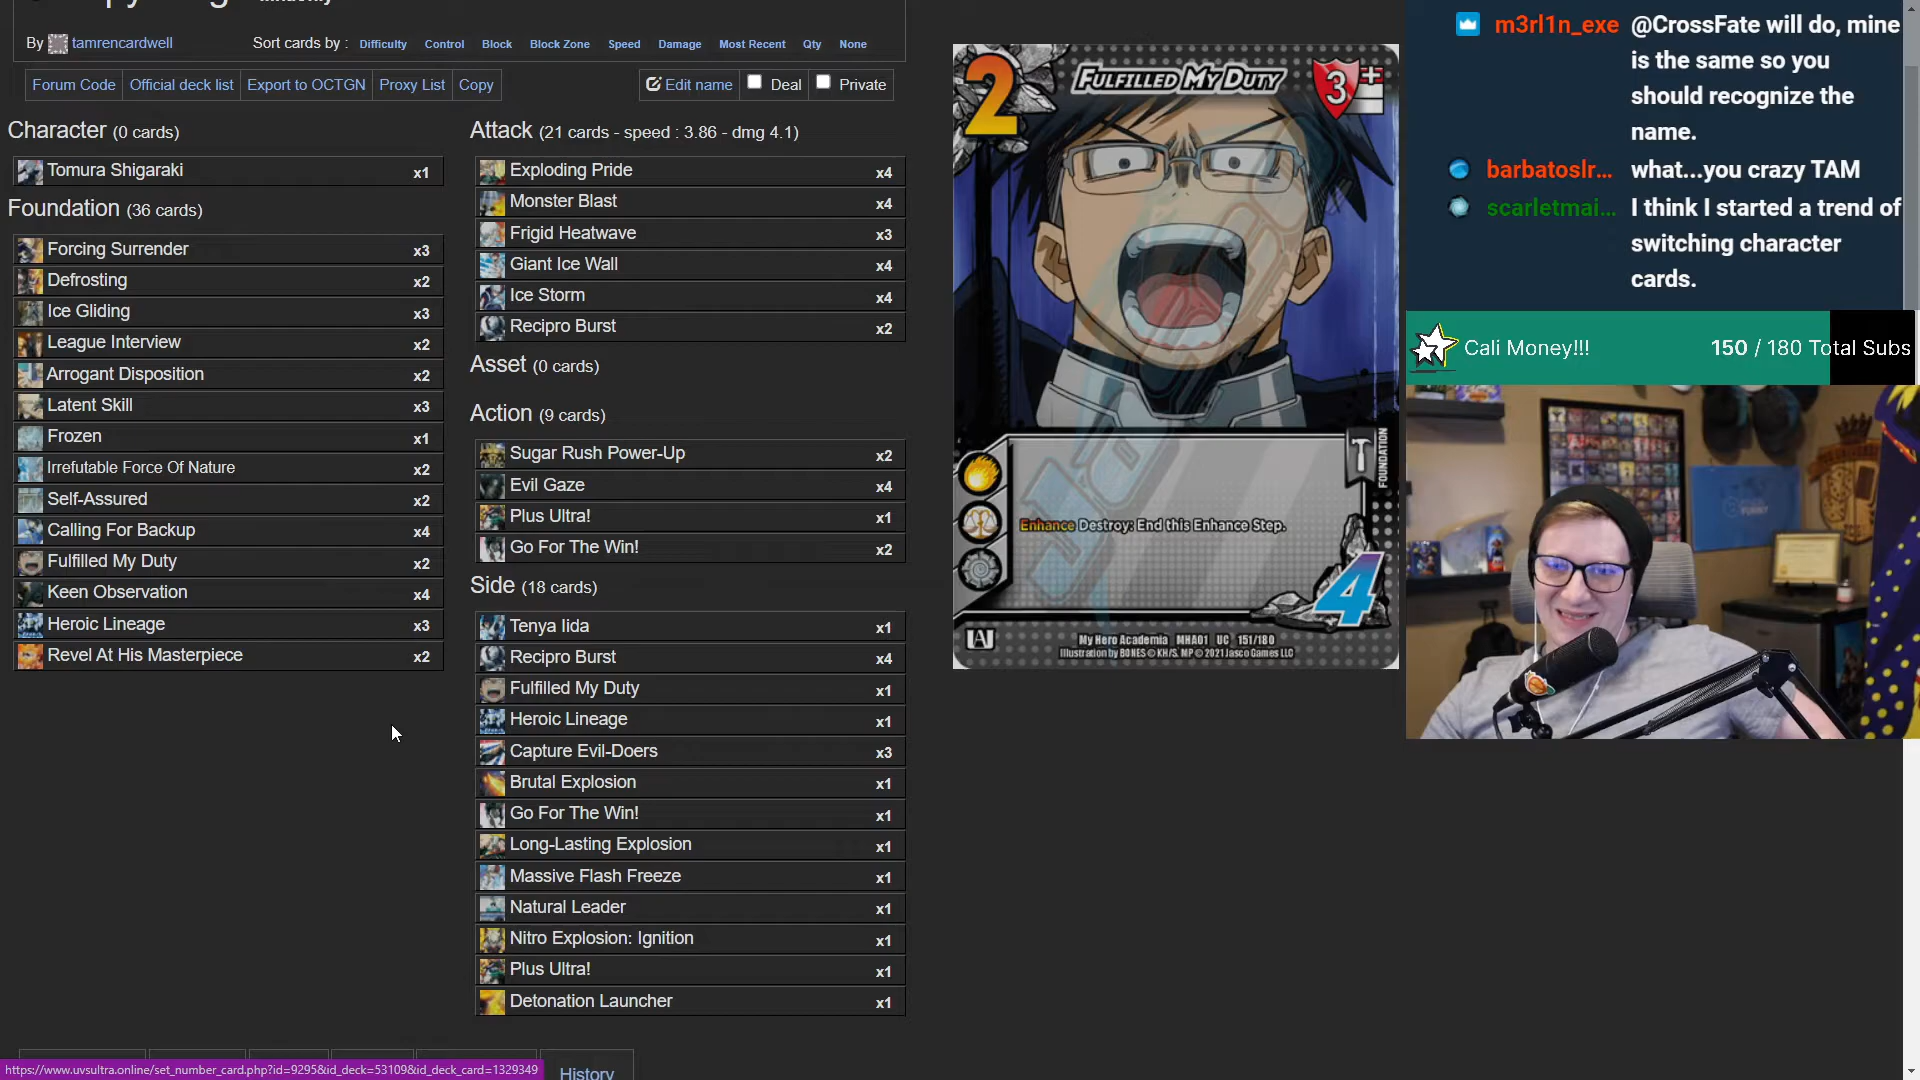 By tamrencardwell
Sort cards by : Difficulty Control Block Block Zone Speed Damage Most Recent Qty None
Forum Code Official deck list Export to OCTGN Proxy List Copy
Edit name Deal Private
Character (0 cards)
Tomura Shigaraki x1
Foundation (36 cards)
Forcing Surrender x3
Defrosting x2
Ice Gliding x3
League Interview x2
Arrogant Disposition x2
Latent Skill x3
Frozen x1
Irrefutable Force Of Nature x2
Self-Assured x2
Calling For Backup x4
Fulfilled My Duty x2
Keen Observation x4
Heroic Lineage x3
Revel At His Masterpiece x2
Attack (21 cards - speed : 3.86 - dmg 4.1)
Exploding Pride x4
Monster Blast x4
Frigid Heatwave x3
Giant Ice Wall x4
Ice Storm x4
Recipro Burst x2
Asset (0 cards)
Action (9 cards)
Sugar Rush Power-Up x2
Evil Gaze x4
Plus Ultra! x1
Go For The Win! x2
Side (18 cards)
Tenya Iida x1
Recipro Burst x4
Fulfilled My Duty x1
Heroic Lineage x1
Capture Evil-Doers x3
Brutal Explosion x1
Go For The Win! x1
Long-Lasting Explosion x1
Massive Flash Freeze x1
Natural Leader x1
Nitro Explosion: Ignition x1
Plus Ultra! x1
Detonation Launcher x1
History
https://www.uvsultra.online/set_number_card.php?id=9295&id_deck=53109&id_deck_card=1329349
2 FULFILLED MY DUTY 3+
FOUNDATION
Enhance Destroy: End this Enhance Step.
4
My Hero Academia MHA01 UC 151/180
Illustration by BONES © KH/S, MP © 2021 Jasco Games LLC
m3rl1n_exe @CrossFate will do, mine
is the same so you
should recognize the
name.
barbatoslr... what...you crazy TAM
scarletmai... I think I started a trend of
switching character
cards.
Cali Money!!! 150 / 180 Total Subs